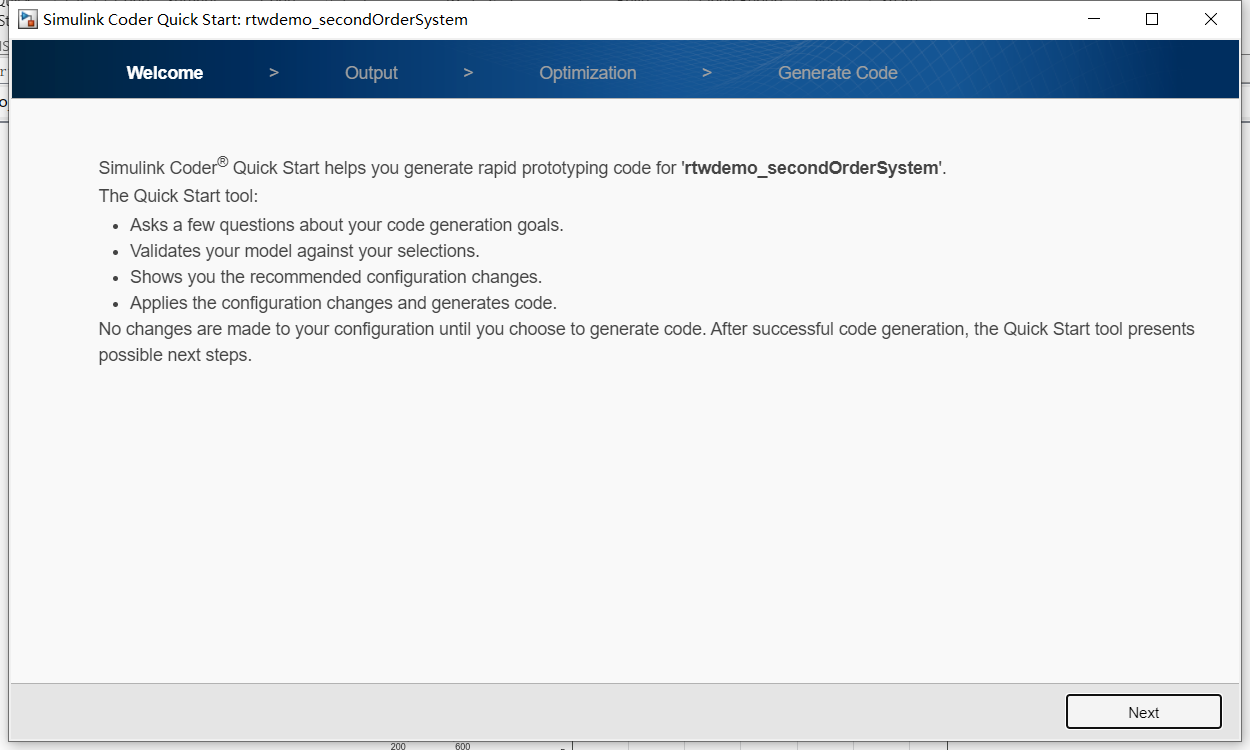 Simulink Coder Quick Start: rtwdemo_secondOrderSystem
Welcome > Output > Optimization > Generate Code
Simulink Coder® Quick Start helps you generate rapid prototyping code for 'rtwdemo_secondOrderSystem'.
The Quick Start tool:
• Asks a few questions about your code generation goals.
• Validates your model against your selections.
• Shows you the recommended configuration changes.
• Applies the configuration changes and generates code.
No changes are made to your configuration until you choose to generate code. After successful code generation, the Quick Start tool presents
possible next steps.
Next
200 600